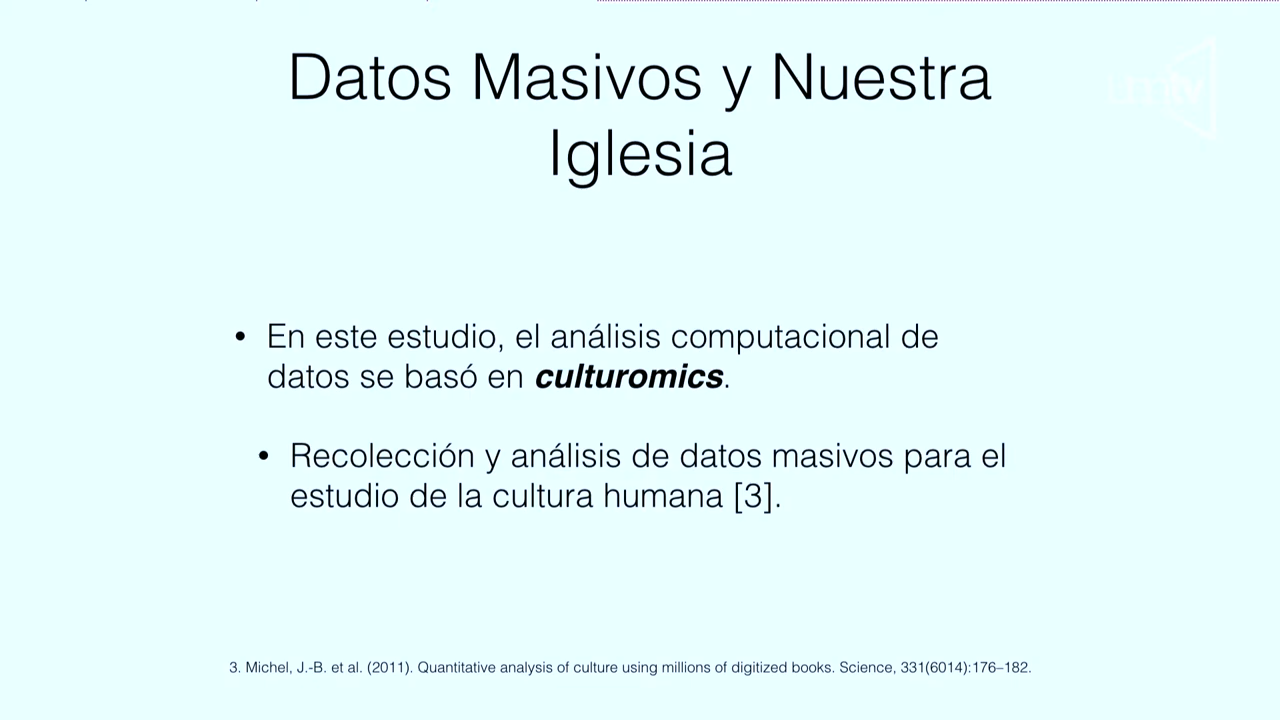 Datos Masivos y Nuestra
Iglesia
• En este estudio, el análisis computacional de
datos se basó en culturomics.
• Recolección y análisis de datos masivos para el
estudio de la cultura humana [3].
3. Michel, J.-B. et al. (2011). Quantitative analysis of culture using millions of digitized books. Science, 331(6014):176–182.